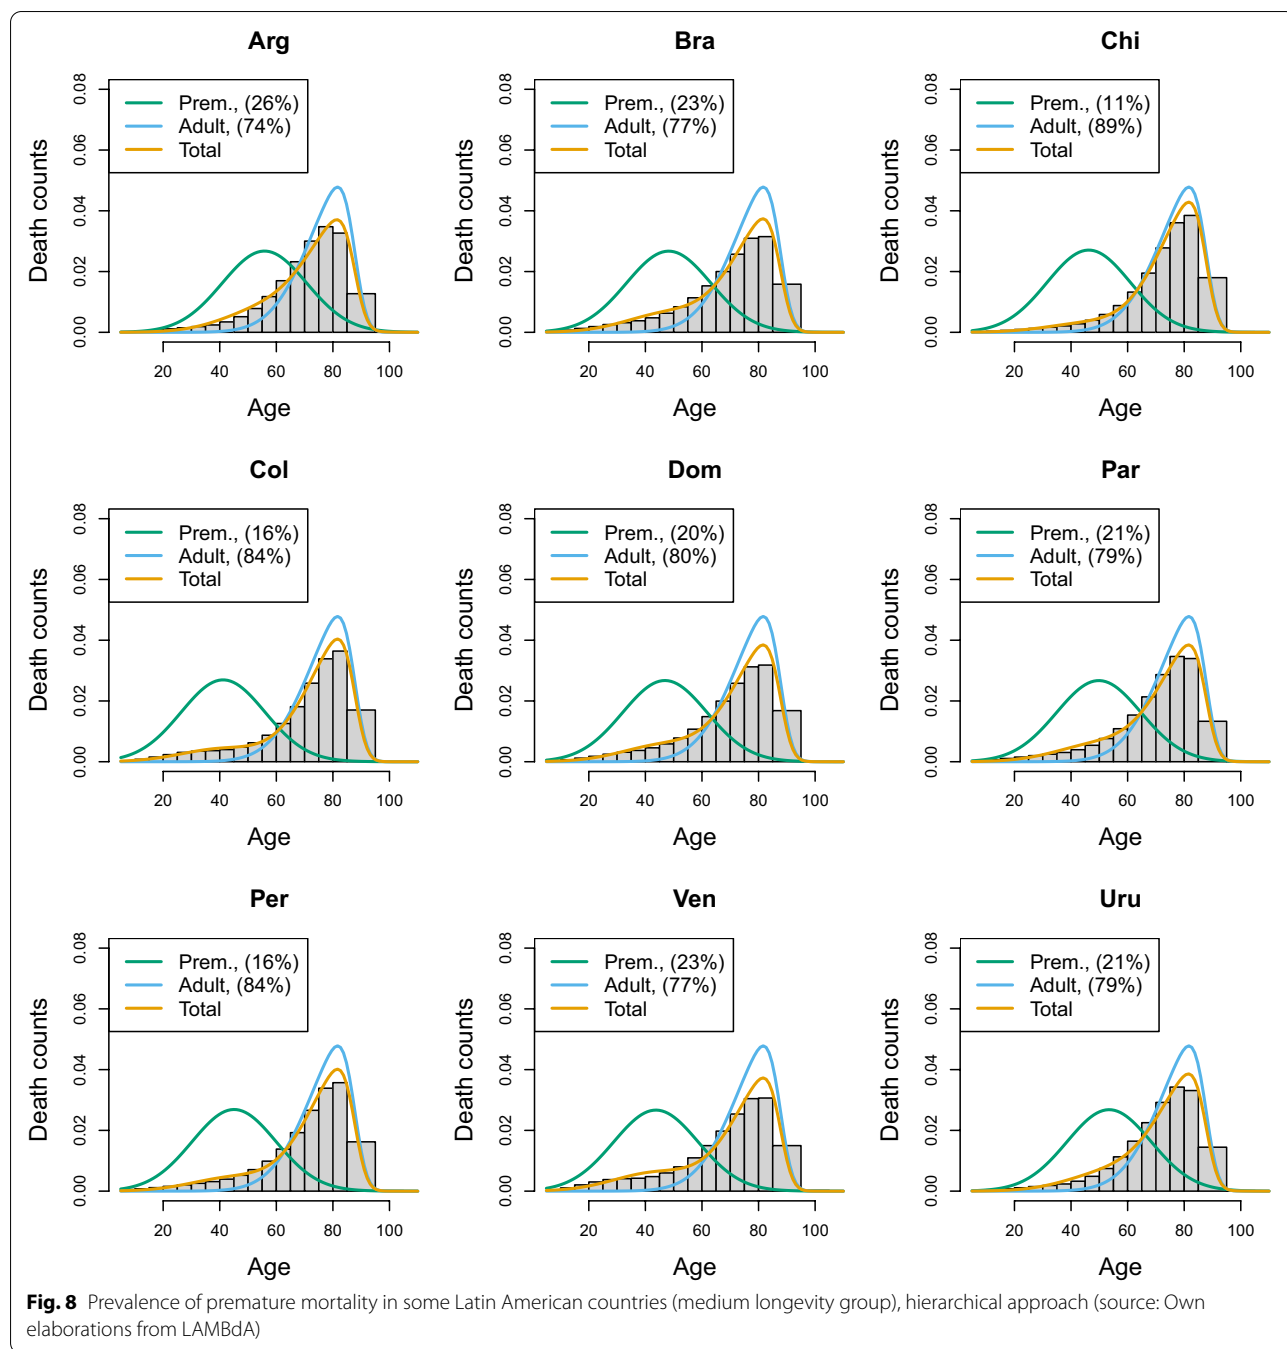 Arg
Bra
Chi
Death counts
0.00 0.02 0.04 0.06 0.08
Prem., (26%)
Adult, (74%)
Total
20 40 60 80 100
Age
Death counts
0.00 0.02 0.04 0.06 0.08
Prem., (23%)
Adult, (77%)
Total
20 40 60 80 100
Age
Death counts
0.00 0.02 0.04 0.06 0.08
Prem., (11%)
Adult, (89%)
Total
20 40 60 80 100
Age
Col
Dom
Par
Death counts
0.00 0.02 0.04 0.06 0.08
Prem., (16%)
Adult, (84%)
Total
20 40 60 80 100
Age
Death counts
0.00 0.02 0.04 0.06 0.08
Prem., (20%)
Adult, (80%)
Total
20 40 60 80 100
Age
Death counts
0.00 0.02 0.04 0.06 0.08
Prem., (21%)
Adult, (79%)
Total
20 40 60 80 100
Age
Per
Ven
Uru
Death counts
0.00 0.02 0.04 0.06 0.08
Prem., (16%)
Adult, (84%)
Total
20 40 60 80 100
Age
Death counts
0.00 0.02 0.04 0.06 0.08
Prem., (23%)
Adult, (77%)
Total
20 40 60 80 100
Age
Death counts
0.00 0.02 0.04 0.06 0.08
Prem., (21%)
Adult, (79%)
Total
20 40 60 80 100
Age
Fig. 8 Prevalence of premature mortality in some Latin American countries (medium longevity group), hierarchical approach (source: Own
elaborations from LAMBdA)